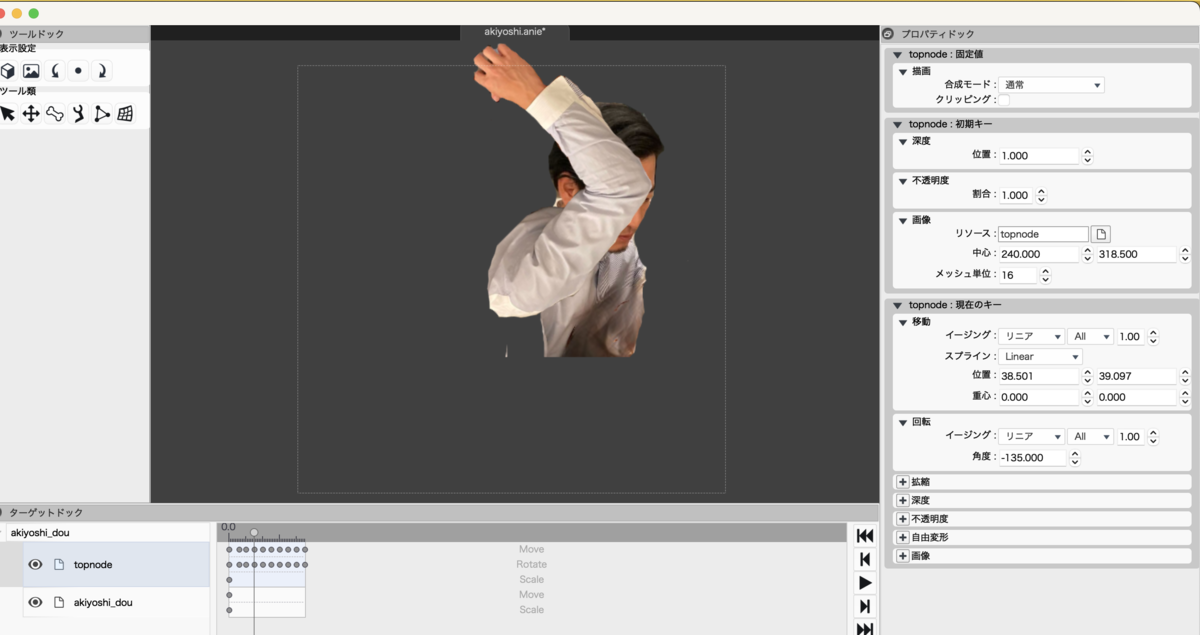 ツールドック
akiyoshi.anie*
プロパティドック
表示設定
ツール類
topnode : 固定値
描画
合成モード : 通常
クリッピング :
topnode : 初期キー
深度
位置 : 1.000
不透明度
割合 : 1.000
画像
リソース : topnode
中心 : 240.000 318.500
メッシュ単位 : 16
topnode : 現在のキー
移動
イージング : リニア All 1.00
スプライン : Linear
位置 : 38.501 39.097
重心 : 0.000 0.000
回転
イージング : リニア All 1.00
角度 : -135.000
拡縮
深度
不透明度
自由変形
画像
ターゲットドック
akiyoshi_dou
topnode
akiyoshi_dou
0.0
Move
Rotate
Scale
Move
Scale